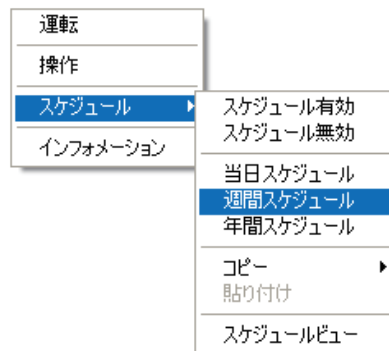 運転
操作
スケジュール
インフォメーション
スケジュール有効
スケジュール無効
当日スケジュール
週間スケジュール
年間スケジュール
コピー
貼り付け
スケジュールビュー